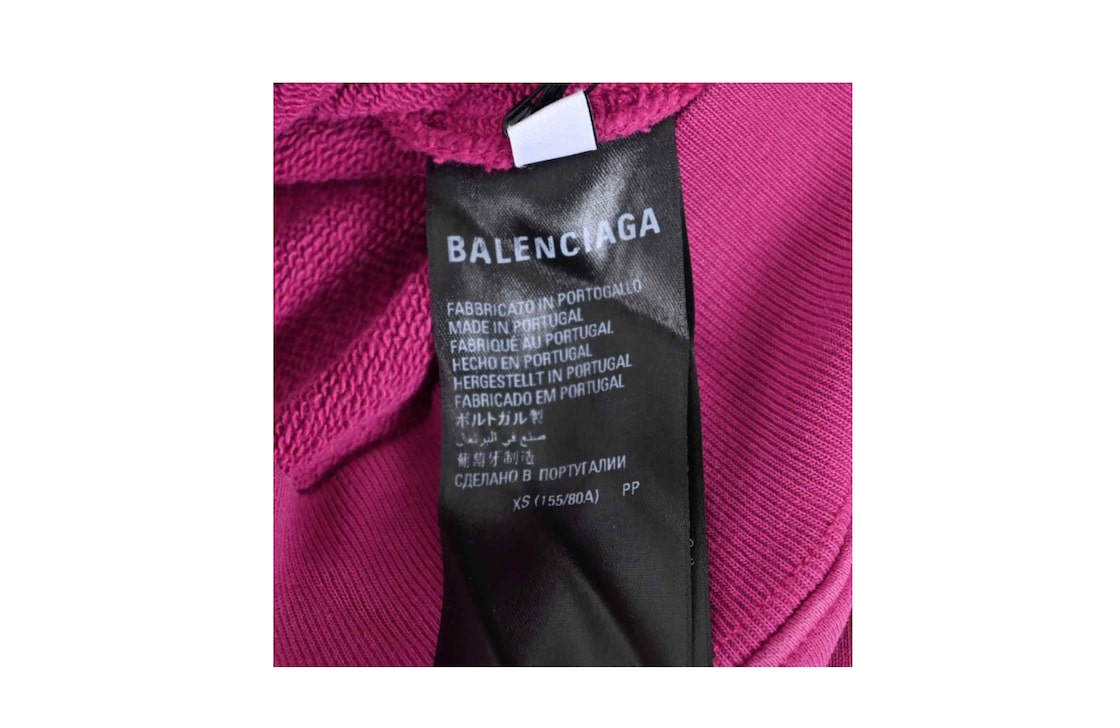 BALENCIAGA
FABBRICATO IN PORTOGALLO
MADE IN PORTUGAL
FABRIQUÉ AU PORTUGAL
HECHO EN PORTUGAL
HERGESTELLT IN PORTUGAL
FABRICADO EM PORTUGAL
ポルトガル製
صنع في البرتغال
葡萄牙制造
СДЕЛАНО В ПОРТУГАЛИИ
XS (155/80A) PP